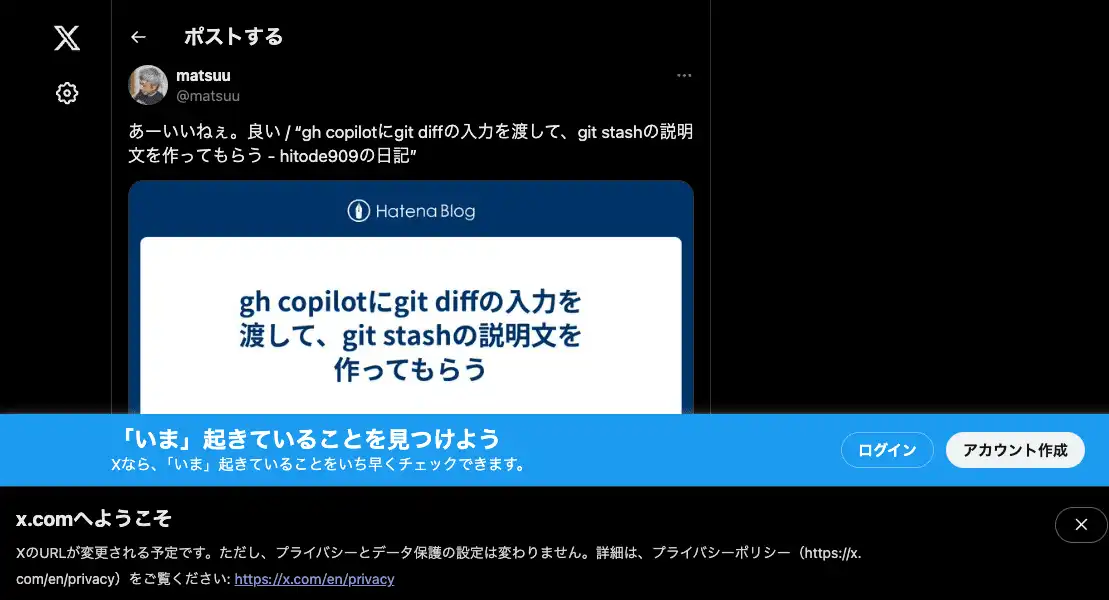 ポストする
matsuu
@matsuu
あーいいねぇ。良い / “gh copilotにgit diffの入力を渡して、git stashの説明
文を作ってもらう - hitode909の日記”
Hatena Blog
gh copilotにgit diffの入力を
渡して、git stashの説明文を
作ってもらう
「いま」起きていることを見つけよう
Xなら、「いま」起きていることをいち早くチェックできます。
ログイン
アカウント作成
x.comへようこそ
XのURLが変更される予定です。ただし、プライバシーとデータ保護の設定は変わりません。詳細は、プライバシーポリシー（https://x.
com/en/privacy）をご覧ください: https://x.com/en/privacy